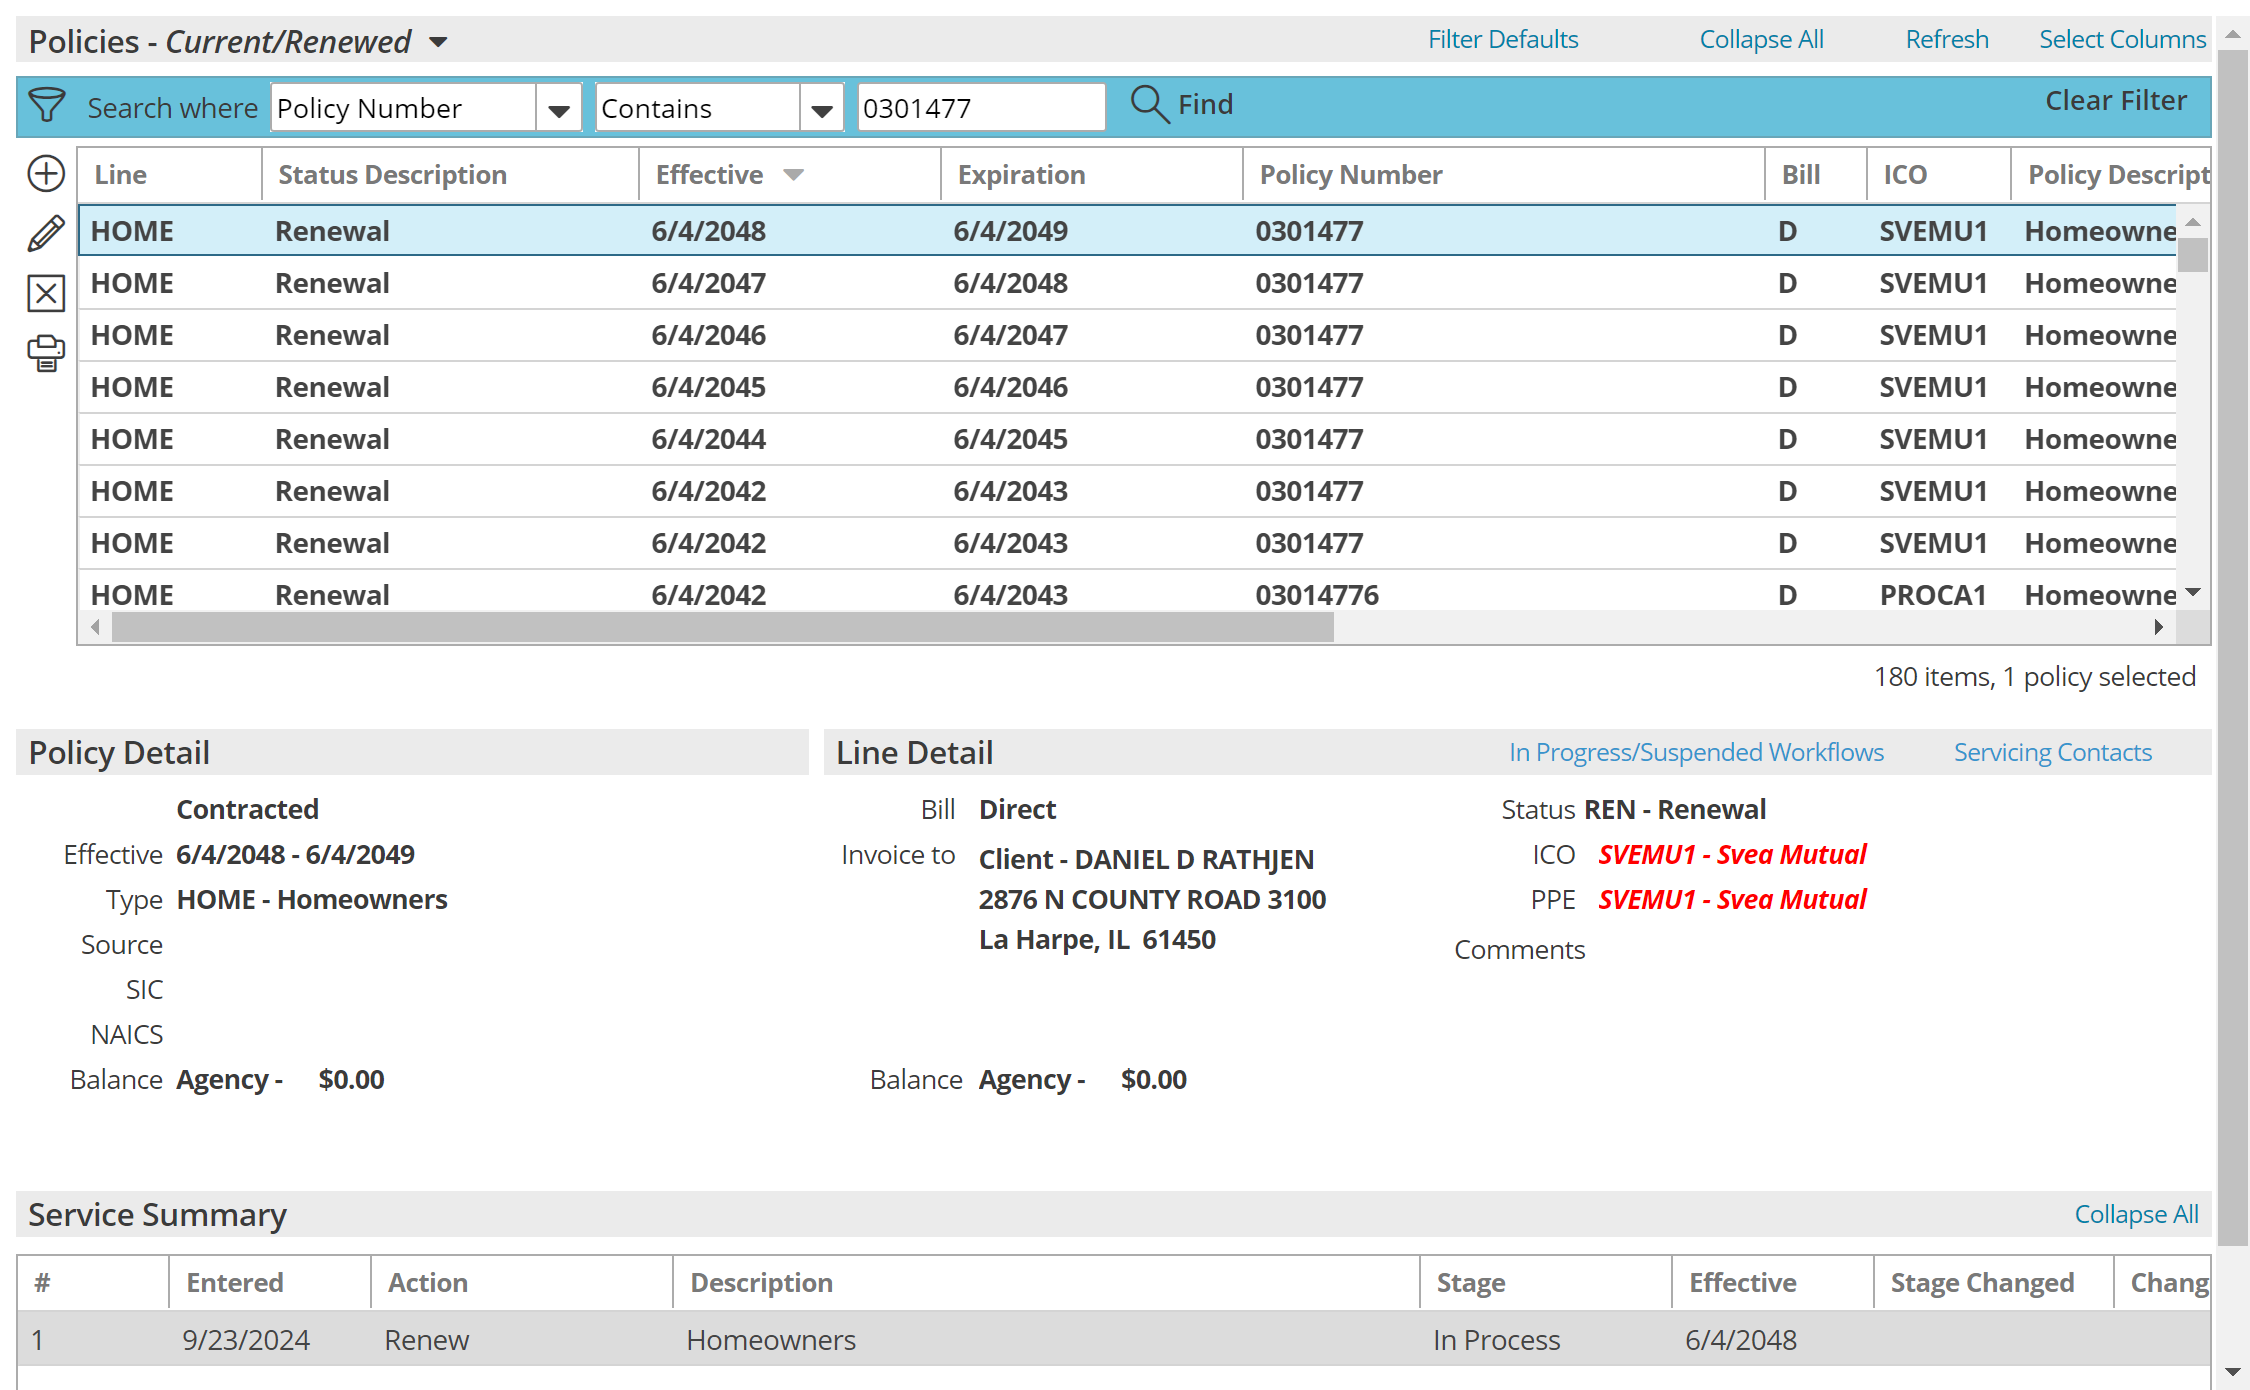 Policies - Current/Renewed Filter Defaults Collapse All Refresh Select Columns
Search where Policy Number Contains 0301477 Find Clear Filter
Line Status Description Effective Expiration Policy Number Bill ICO Policy Descript
HOME Renewal 6/4/2048 6/4/2049 0301477 D SVEMU1 Homeowne
HOME Renewal 6/4/2047 6/4/2048 0301477 D SVEMU1 Homeowne
HOME Renewal 6/4/2046 6/4/2047 0301477 D SVEMU1 Homeowne
HOME Renewal 6/4/2045 6/4/2046 0301477 D SVEMU1 Homeowne
HOME Renewal 6/4/2044 6/4/2045 0301477 D SVEMU1 Homeowne
HOME Renewal 6/4/2042 6/4/2043 0301477 D SVEMU1 Homeowne
HOME Renewal 6/4/2042 6/4/2043 0301477 D SVEMU1 Homeowne
HOME Renewal 6/4/2042 6/4/2043 03014776 D PROCA1 Homeowne
180 items, 1 policy selected
Policy Detail
Contracted
Effective 6/4/2048 - 6/4/2049
Type HOME - Homeowners
Source
SIC
NAICS
Balance Agency - $0.00
Line Detail In Progress/Suspended Workflows Servicing Contacts
Bill Direct
Invoice to Client - DANIEL D RATHJEN
2876 N COUNTY ROAD 3100
La Harpe, IL 61450
Balance Agency - $0.00
Status REN - Renewal
ICO SVEMU1 - Svea Mutual
PPE SVEMU1 - Svea Mutual
Comments
Service Summary Collapse All
# Entered Action Description Stage Effective Stage Changed Chang
1 9/23/2024 Renew Homeowners In Process 6/4/2048